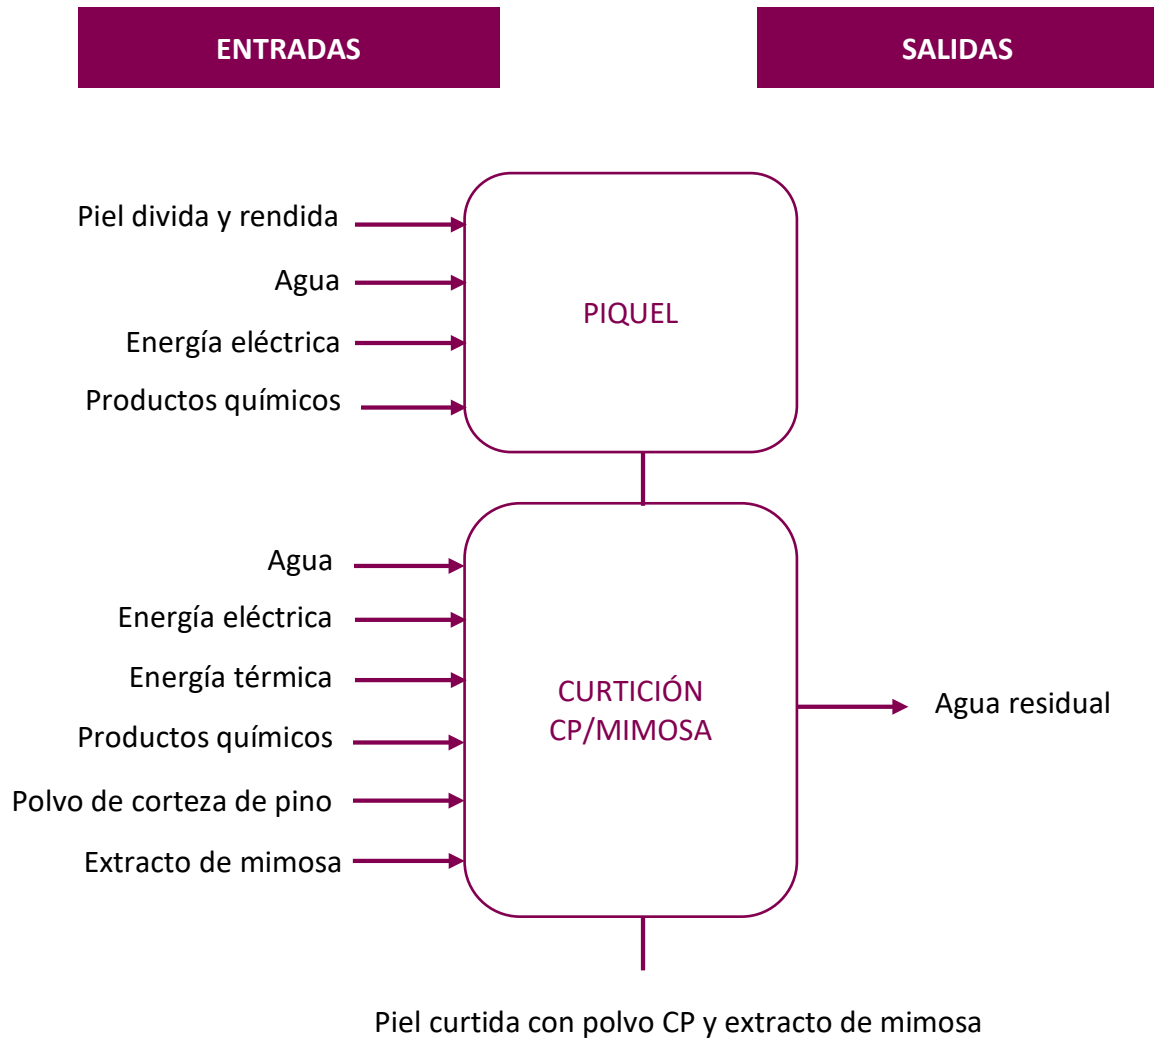 ENTRADAS
SALIDAS
Piel divida y rendida
Agua
Energía eléctrica
Productos químicos
PIQUEL
Agua
Energía eléctrica
Energía térmica
Productos químicos
Polvo de corteza de pino
Extracto de mimosa
CURTICIÓN
CP/MIMOSA
Agua residual
Piel curtida con polvo CP y extracto de mimosa